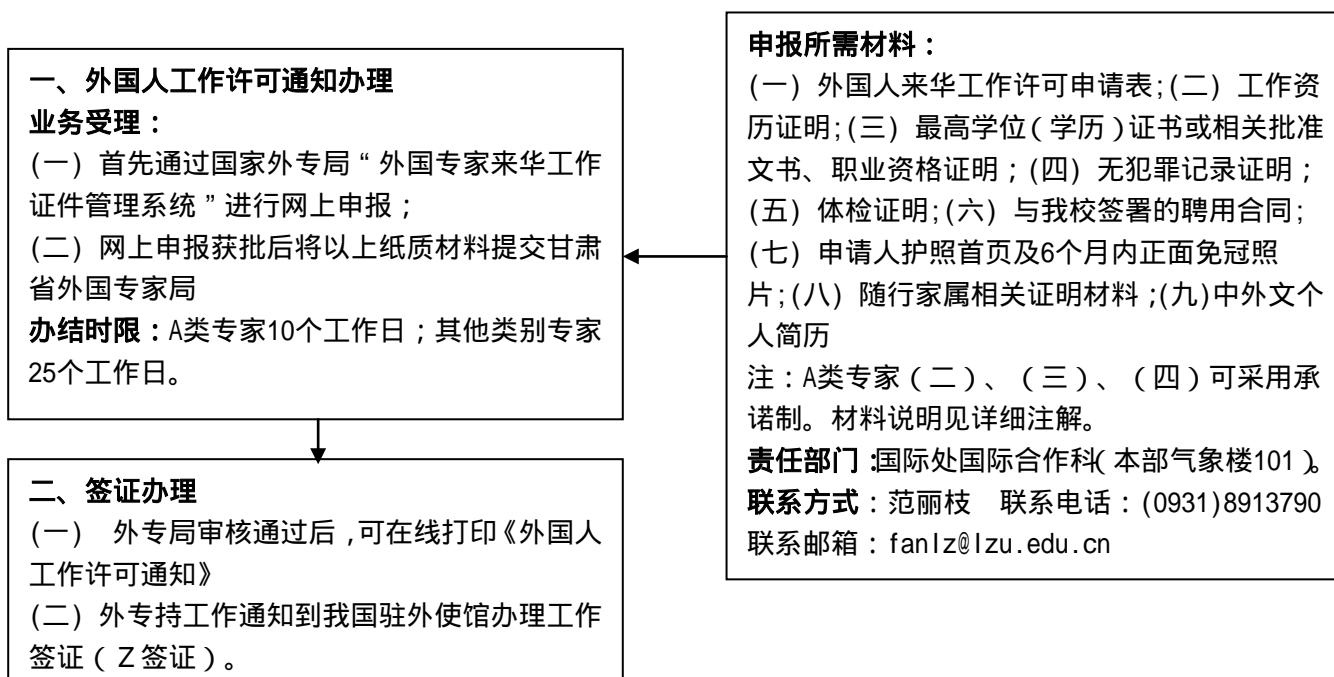 一、外国人工作许可通知办理
业务受理：
(一) 首先通过国家外专局“外国专家来华工作
证件管理系统”进行网上申报；
(二) 网上申报获批后将以上纸质材料提交甘肃
省外国专家局
办结时限：A类专家10个工作日；其他类别专家
25个工作日。
二、签证办理
(一) 外专局审核通过后,可在线打印《外国人
工作许可通知》
(二) 外专持工作通知到我国驻外使馆办理工作
签证（Z签证）。
申报所需材料：
(一) 外国人来华工作许可申请表;(二) 工作资
历证明;(三) 最高学位（学历）证书或相关批准
文书、职业资格证明；(四) 无犯罪记录证明；
(五) 体检证明;(六) 与我校签署的聘用合同;
(七) 申请人护照首页及6个月内正面免冠照
片;(八) 随行家属相关证明材料；(九)中外文个
人简历
注：A类专家（二）、（三）、（四）可采用承
诺制。材料说明见详细注解。
责任部门：国际处国际合作科（本部气象楼101）。
联系方式：范丽枝 联系电话：(0931)8913790
联系邮箱：fanlz@lzu.edu.cn